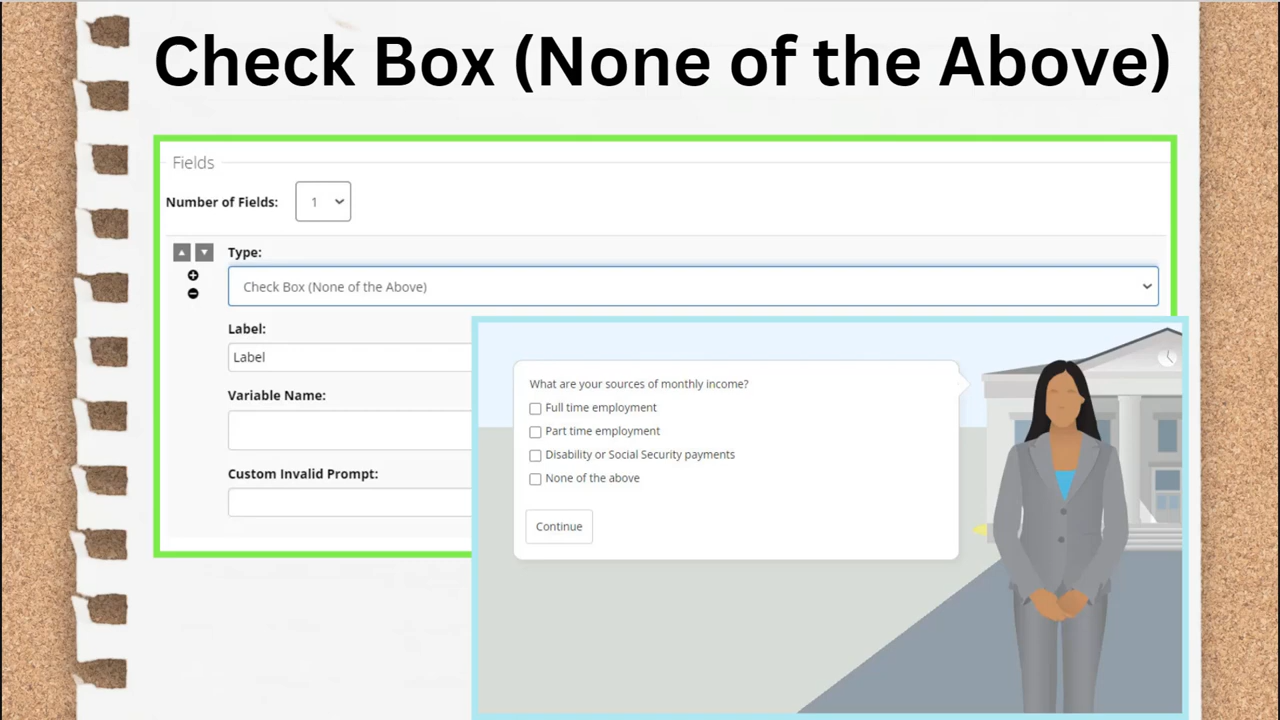 Check Box (None of the Above)
Fields
Number of Fields: 1
Type:
Check Box (None of the Above)
Label:
Label
Variable Name:
Custom Invalid Prompt:
What are your sources of monthly income?
Full time employment
Part time employment
Disability or Social Security payments
None of the above
Continue